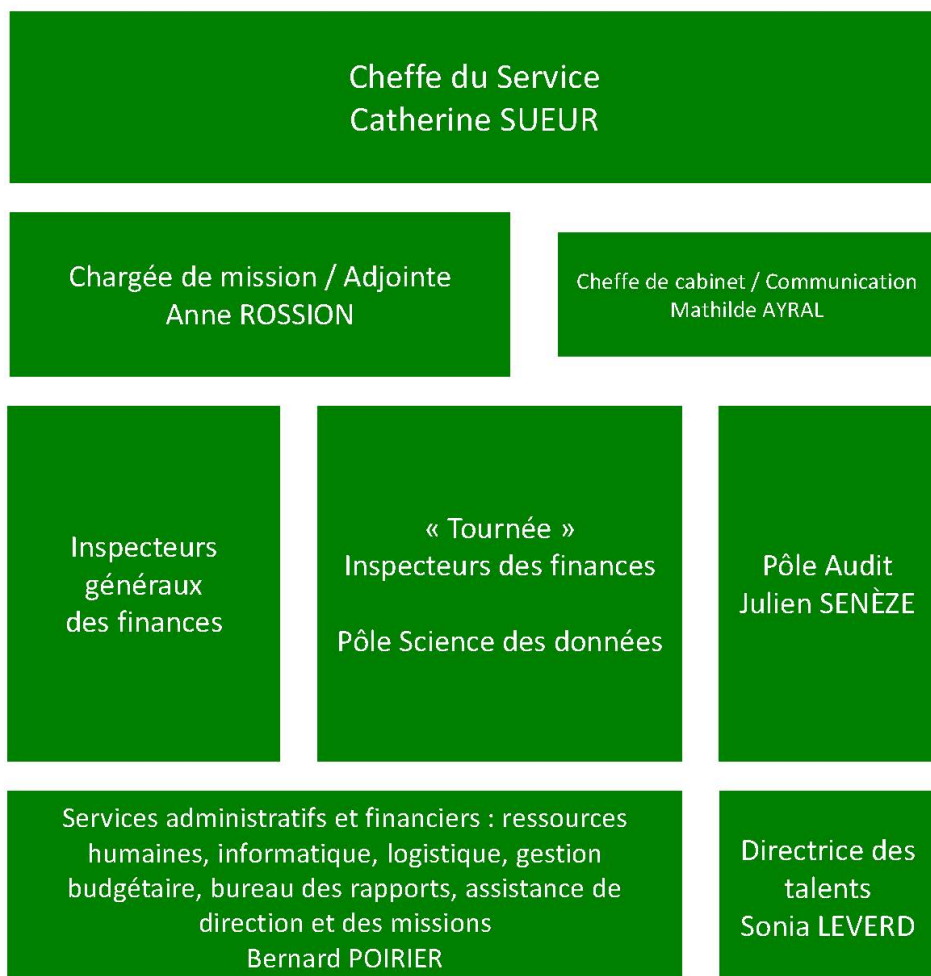 Cheffe du Service
Catherine SUEUR
Chargée de mission / Adjointe
Anne ROSSION
Cheffe de cabinet / Communication
Mathilde AYRAL
Inspecteurs
généraux
des finances
« Tournée »
Inspecteurs des finances
Pôle Science des données
Pôle Audit
Julien SENÈZE
Services administratifs et financiers : ressources
humaines, informatique, logistique, gestion
budgétaire, bureau des rapports, assistance de
direction et des missions
Bernard POIRIER
Directrice des
talents
Sonia LEVERD